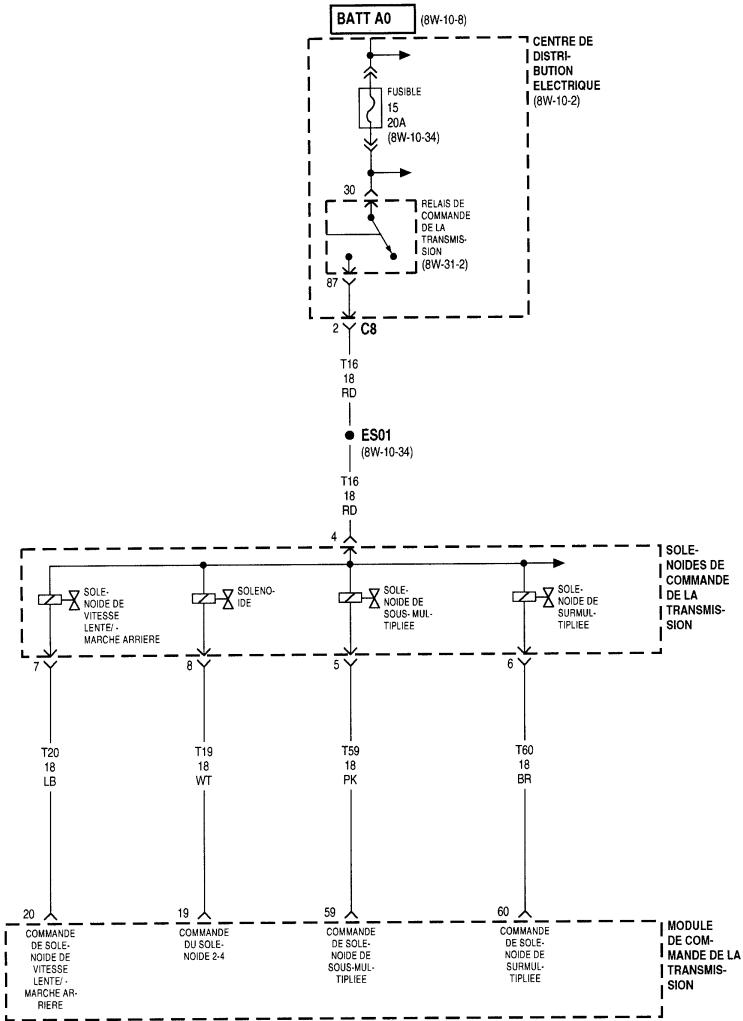 BATT A0
(8W-10-8)
CENTRE DE
DISTRI-
BUTION
ELECTRIQUE
(8W-10-2)
FUSIBLE
15
20A
(8W-10-34)
30
RELAIS DE
COMMANDE
DE LA
TRANSMIS-
SION
(8W-31-2)
87
2
C8
T16
18
RD
ES01
(8W-10-34)
T16
18
RD
4
SOLE-
NOIDES DE
COMMANDE
DE LA
TRANSMIS-
SION
SOLE-
NOIDE DE
VITESSE
LENTE/ -
MARCHE ARRIERE
SOLENO-
IDE
SOLE-
NOIDE DE
SOUS- MUL-
TIPLIEE
SOLE-
NOIDE DE
SURMUL-
TIPLIEE
7
8
5
6
T20
18
LB
T19
18
WT
T59
18
PK
T60
18
BR
20
19
59
60
COMMANDE
DE SOLE-
NOIDE DE
VITESSE
LENTE/ -
MARCHE AR-
RIERE
COMMANDE
DU SOLE-
NOIDE 2-4
COMMANDE
DE SOLE-
NOIDE DE
SOUS-MUL-
TIPLIEE
COMMANDE
DE SOLE-
NOIDE DE
SURMUL-
TIPLIEE
MODULE
DE COM-
MANDE DE LA
TRANSMIS-
SION